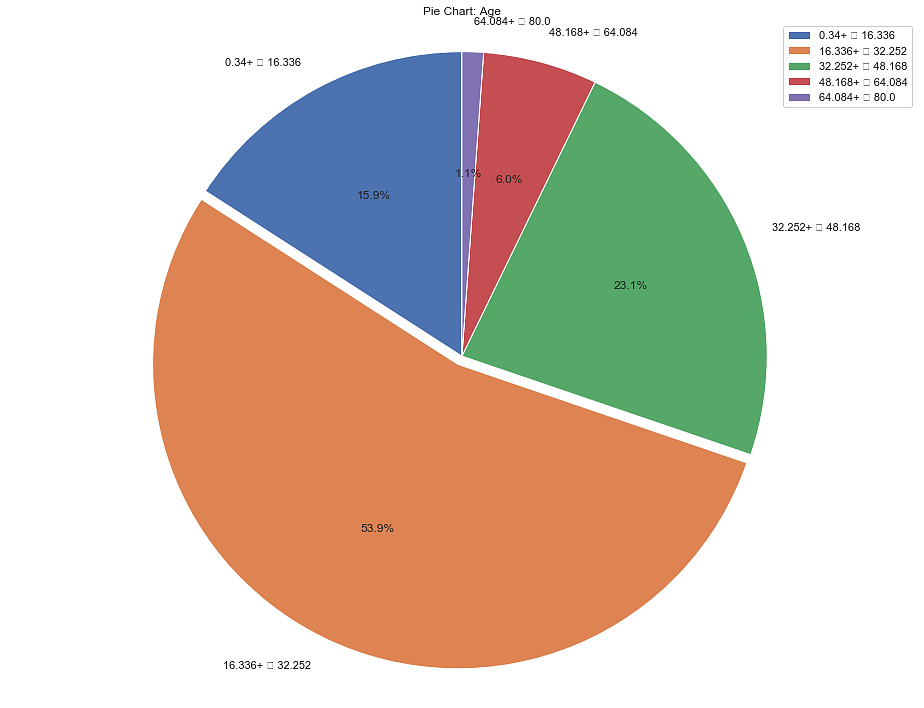 Pie Chart: Age
64.084+ □ 80.0
48.168+ □ 64.084
0.34+ □ 16.336
32.252+ □ 48.168
16.336+ □ 32.252
15.9%
1.1%
6.0%
23.1%
53.9%
0.34+ □ 16.336
16.336+ □ 32.252
32.252+ □ 48.168
48.168+ □ 64.084
64.084+ □ 80.0